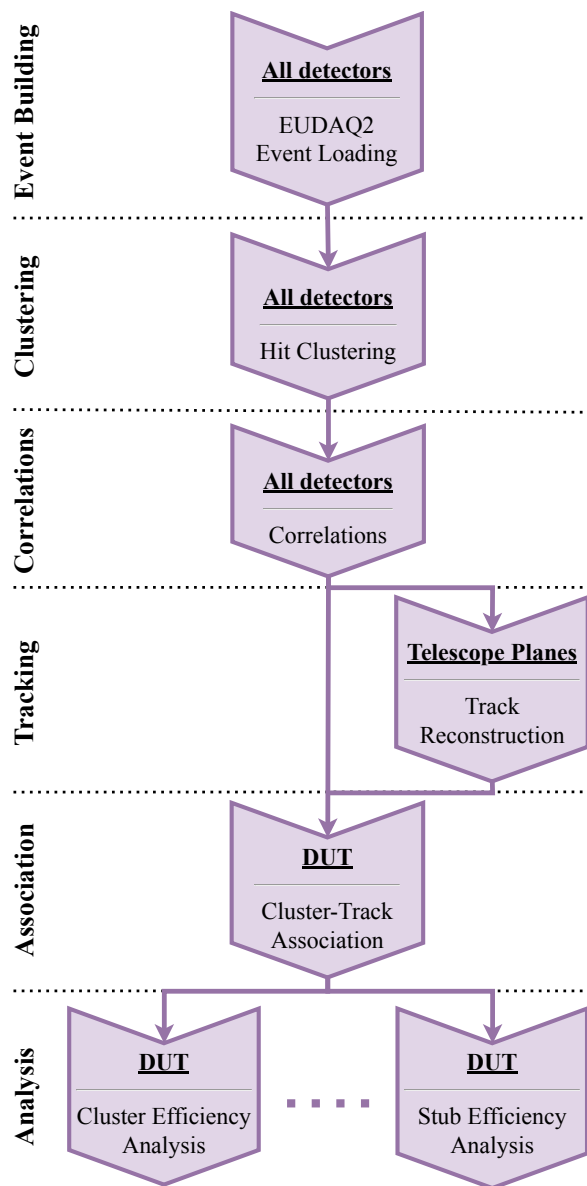 Event Building
All detectors
EUDAQ2
Event Loading
Clustering
All detectors
Hit Clustering
Correlations
All detectors
Correlations
Tracking
Telescope Planes
Track
Reconstruction
Association
DUT
Cluster-Track
Association
Analysis
DUT
Cluster Efficiency
Analysis
DUT
Stub Efficiency
Analysis